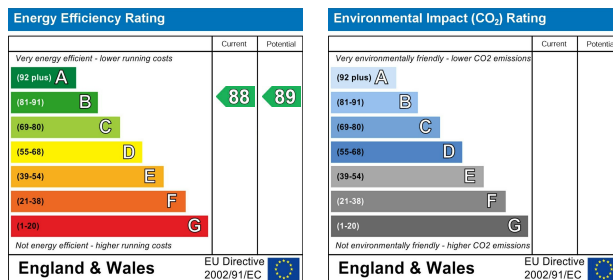 Energy Efficiency Rating
Current Potential
Very energy efficient - lower running costs
(92 plus) A
(81-91) B 88 89
(69-80) C
(55-68) D
(39-54) E
(21-38) F
(1-20) G
Not energy efficient - higher running costs
England & Wales
EU Directive
2002/91/EC
Environmental Impact (CO₂) Rating
Current Potential
Very environmentally friendly - lower CO2 emissions
(92 plus) A
(81-91) B
(69-80) C
(55-68) D
(39-54) E
(21-38) F
(1-20) G
Not environmentally friendly - higher CO2 emissions
England & Wales
EU Directive
2002/91/EC